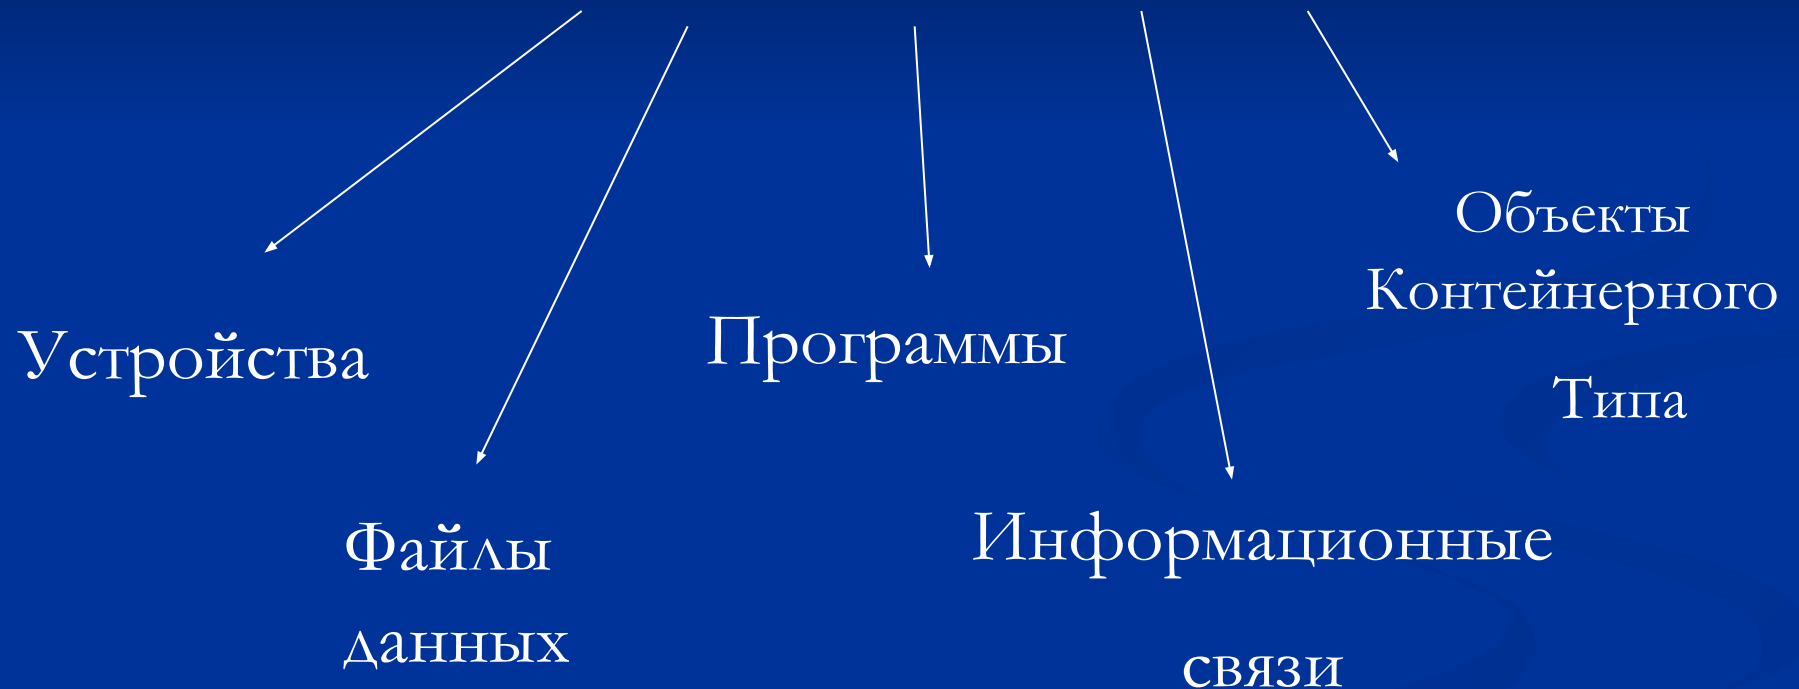 Устройства
Файлы
данных
Программы
Информационные
связи
Объекты
Контейнерного
Типа